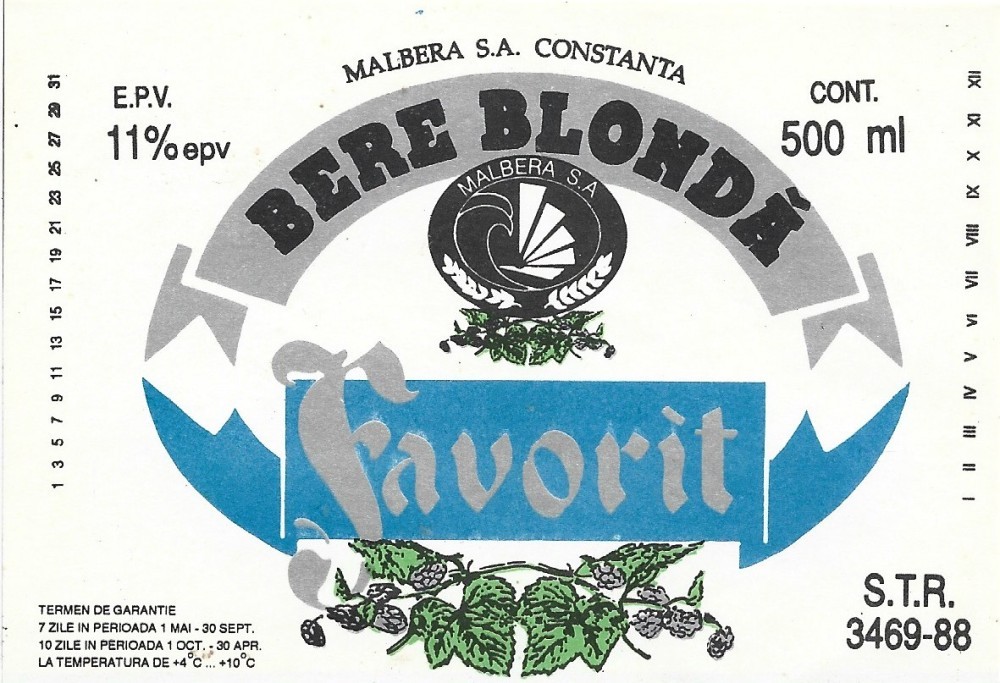 MALBERA S.A. CONSTANTA
E.P.V.
11% epv
CONT.
500 ml
BERE BLONDĂ
MALBERA S.A
Favorit
31 29 27 25 23 21 19 17 15 13 11 9 7 5 3 1
XII XI X IX VIII VII VI V IV III II I
TERMEN DE GARANTIE
7 ZILE IN PERIOADA 1 MAI - 30 SEPT.
10 ZILE IN PERIOADA 1 OCT. - 30 APR.
LA TEMPERATURA DE +4°C ... +10°C
S.T.R.
3469-88